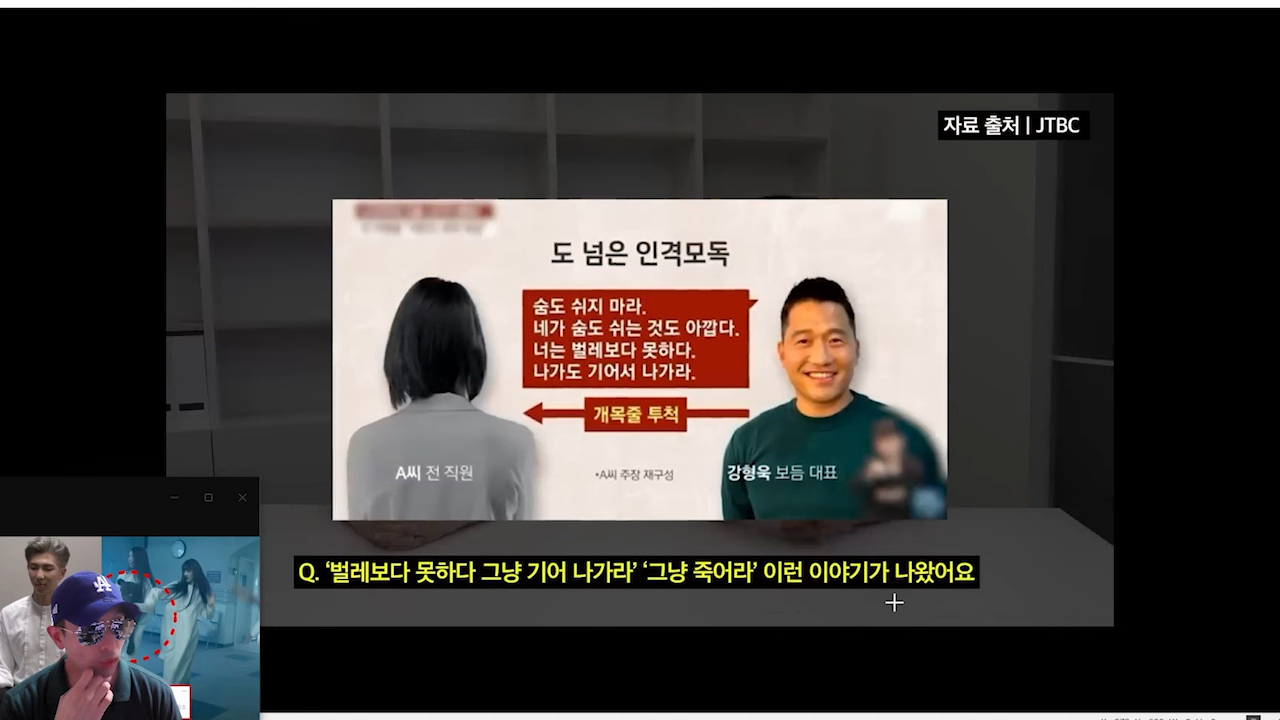 자료 출처 | JTBC
도 넘은 인격모독
숨도 쉬지 마라.
네가 숨도 쉬는 것도 아깝다.
너는 벌레보다 못하다.
나가도 기어서 나가라.
개목줄 투척
A씨 전 직원
•A씨 주장 재구성
강형욱 보듬 대표
Q. ‘벌레보다 못하다 그냥 기어 나가라’ ‘그냥 죽어라’ 이런 이야기가 나왔어요
LA